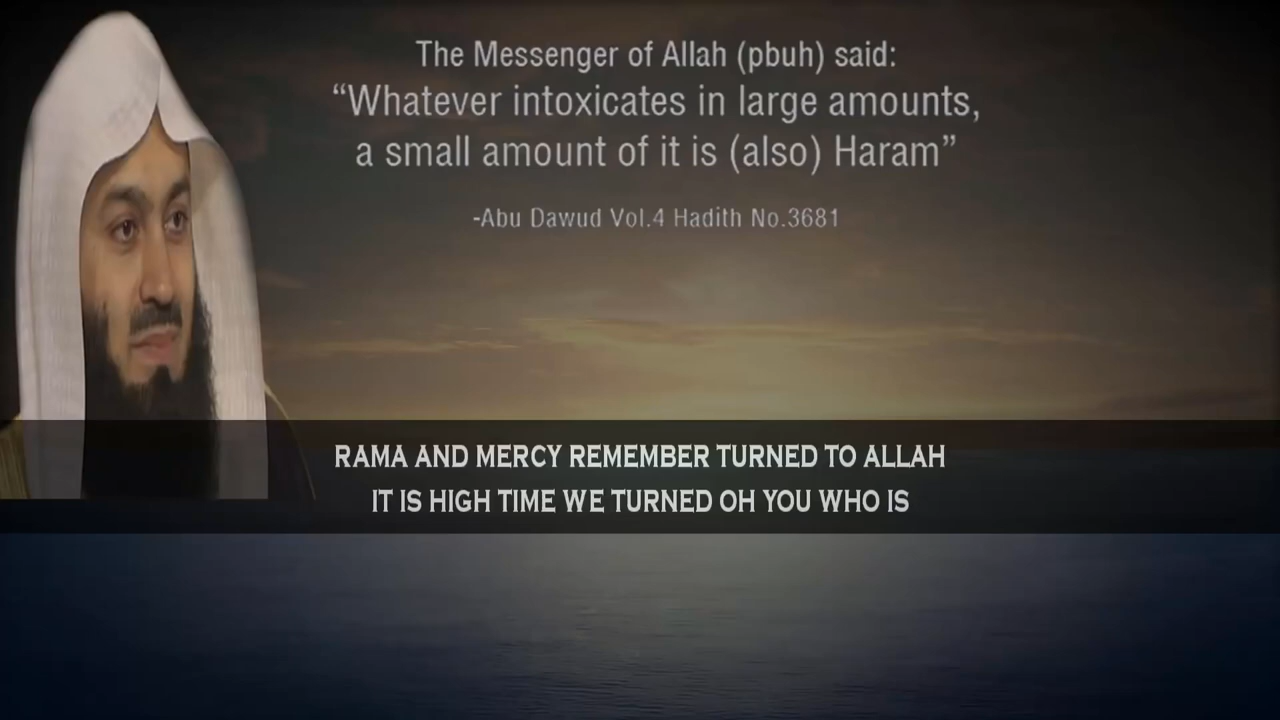 The Messenger of Allah (pbuh) said:
“Whatever intoxicates in large amounts,
a small amount of it is (also) Haram”
-Abu Dawud Vol.4 Hadith No.3681
RAMA AND MERCY REMEMBER TURNED TO ALLAH
IT IS HIGH TIME WE TURNED OH YOU WHO IS